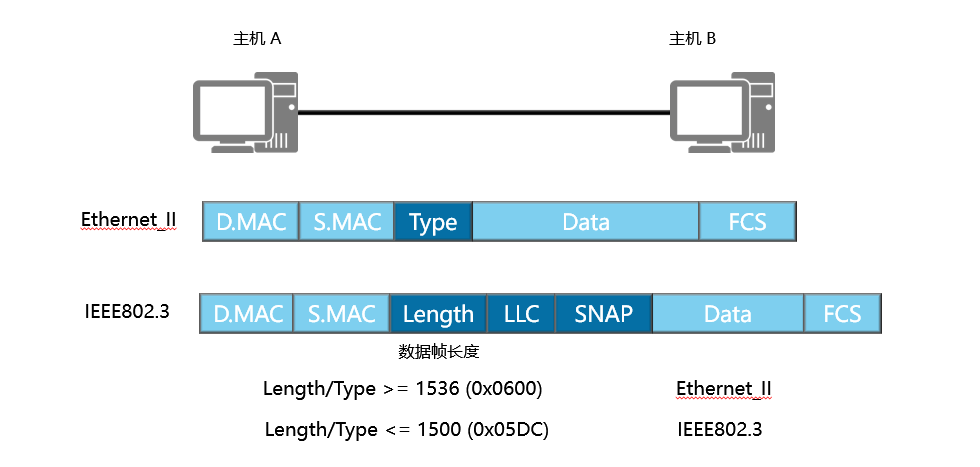 主机 A 主机 B
Ethernet_II D.MAC S.MAC Type Data FCS
IEEE802.3 D.MAC S.MAC Length LLC SNAP Data FCS
数据帧长度
Length/Type >= 1536 (0x0600) Ethernet_II
Length/Type <= 1500 (0x05DC) IEEE802.3